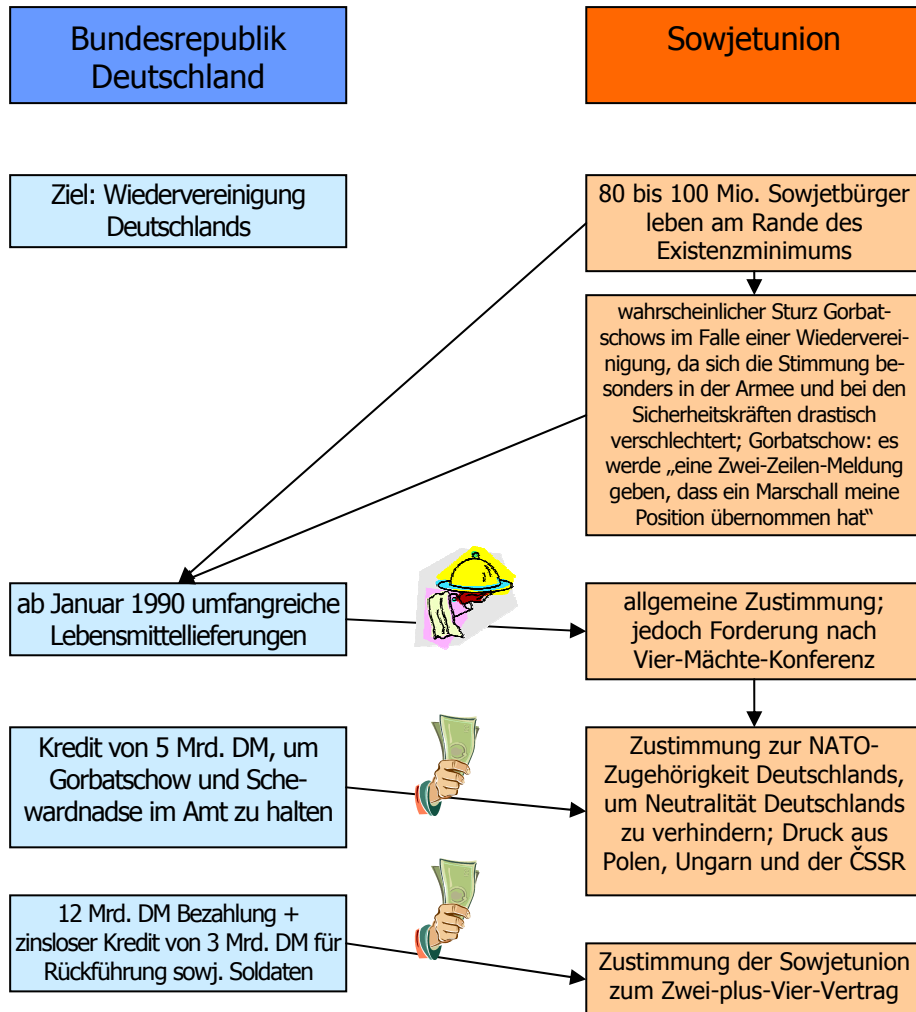 Bundesrepublik
Deutschland
Sowjetunion
Ziel: Wiedervereinigung
Deutschlands
80 bis 100 Mio. Sowjetbürger
leben am Rande des
Existenzminimums
wahrscheinlicher Sturz Gorbat-
schows im Falle einer Wiederverei-
nigung, da sich die Stimmung be-
sonders in der Armee und bei den
Sicherheitskräften drastisch
verschlechtert; Gorbatschow: es
werde „eine Zwei-Zeilen-Meldung
geben, dass ein Marschall meine
Position übernommen hat“
ab Januar 1990 umfangreiche
Lebensmittellieferungen
allgemeine Zustimmung;
jedoch Forderung nach
Vier-Mächte-Konferenz
Kredit von 5 Mrd. DM, um
Gorbatschow und Sche-
wardnadse im Amt zu halten
Zustimmung zur NATO-
Zugehörigkeit Deutschlands,
um Neutralität Deutschlands
zu verhindern; Druck aus
Polen, Ungarn und der ČSSR
12 Mrd. DM Bezahlung +
zinsloser Kredit von 3 Mrd. DM für
Rückführung sowj. Soldaten
Zustimmung der Sowjetunion
zum Zwei-plus-Vier-Vertrag